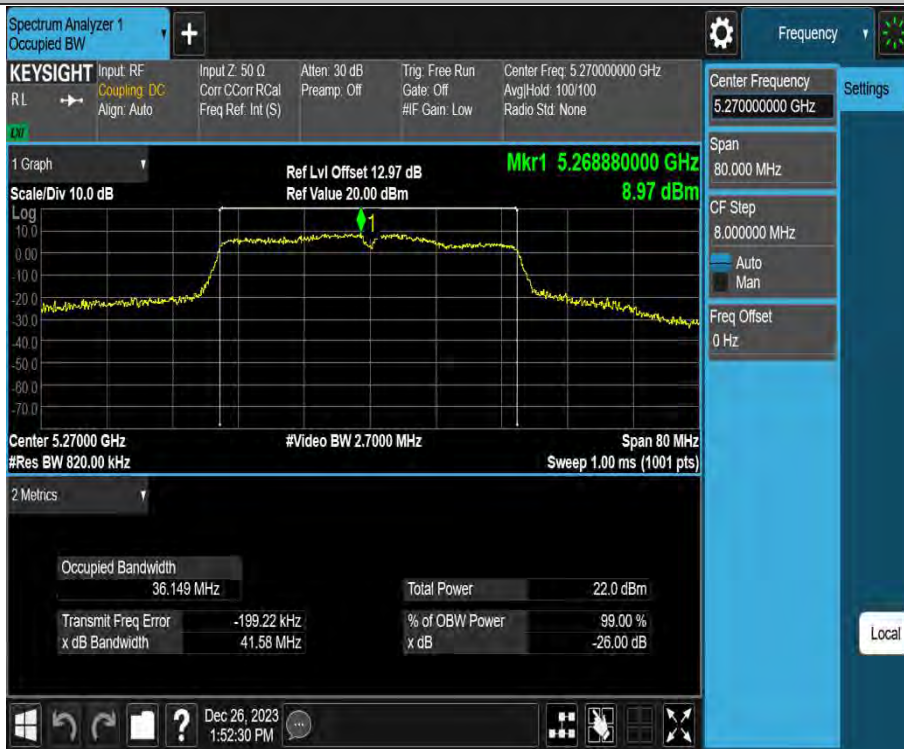 Spectrum Analyzer 1
Occupied BW
Frequency
KEYSIGHT
RL
LXI
Input: RF
Coupling: DC
Align: Auto
Input Z: 50 Ω
Corr CCorr RCal
Freq Ref: Int (S)
Atten: 30 dB
Preamp: Off
Trig: Free Run
Gate: Off
#IF Gain: Low
Center Freq: 5.270000000 GHz
Avg|Hold: 100/100
Radio Std: None
Center Frequency
5.270000000 GHz
Settings
Span
80.000 MHz
CF Step
8.000000 MHz
Auto
Man
Freq Offset
0 Hz
Local
1 Graph
Scale/Div 10.0 dB
Ref Lvl Offset 12.97 dB
Ref Value 20.00 dBm
Mkr1 5.268880000 GHz
8.97 dBm
Log
1
10.0
0.00
-10.0
-20.0
-30.0
-40.0
-50.0
-60.0
-70.0
Center 5.27000 GHz
#Video BW 2.7000 MHz
Span 80 MHz
#Res BW 820.00 kHz
Sweep 1.00 ms (1001 pts)
2 Metrics
Occupied Bandwidth
36.149 MHz
Total Power 22.0 dBm
Transmit Freq Error -199.22 kHz
% of OBW Power 99.00 %
x dB Bandwidth 41.58 MHz
x dB -26.00 dB
?
Dec 26, 2023
1:52:30 PM